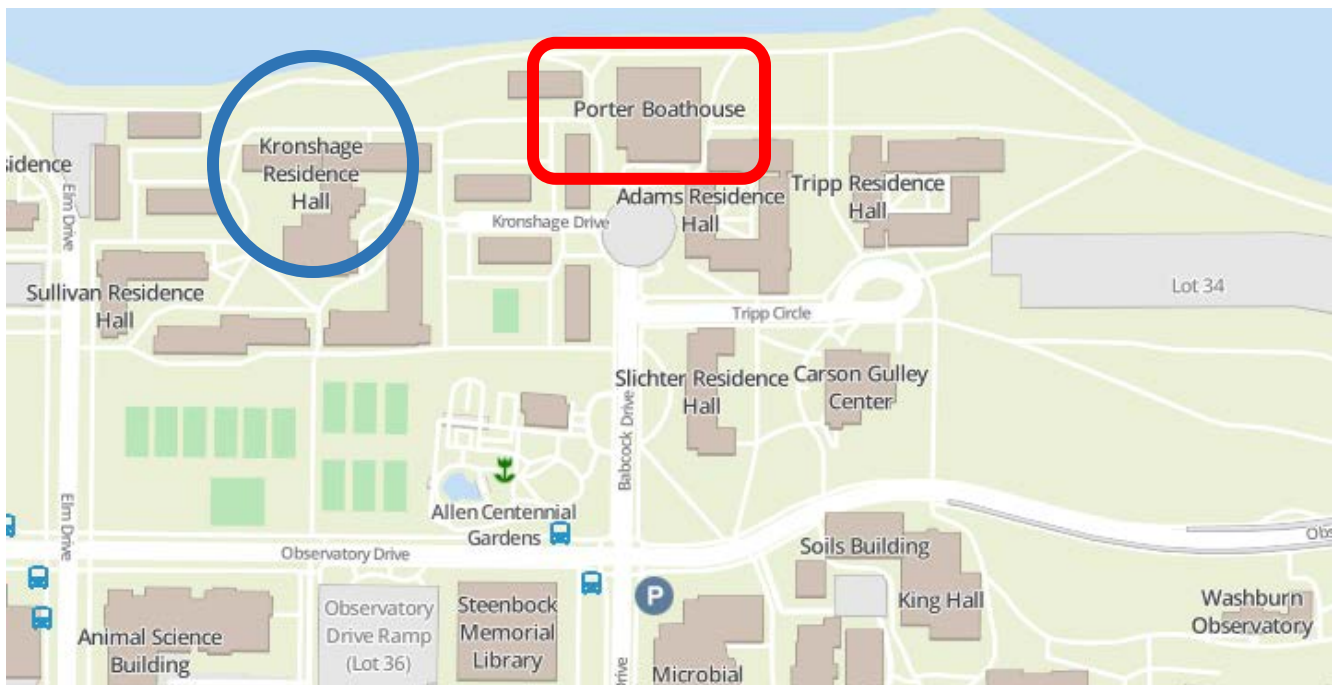 Porter Boathouse
Kronshage
Residence
Hall
sidence
Tripp Residence
Hall
Adams Residence
Hall
Elm Drive
Kronshage Drive
Lot 34
Sullivan Residence
Hall
Tripp Circle
Slichter Residence
Hall
Carson Gulley
Center
Babcock Drive
Elm Drive
Allen Centennial
Gardens
Observatory Drive
Obs
Soils Building
P
King Hall
Washburn
Observatory
Observatory
Drive Ramp
(Lot 36)
Steenbock
Memorial
Library
Animal Science
Building
Microbial
Drive